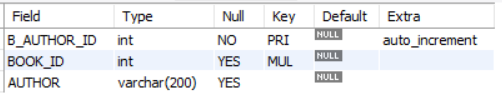 Field Type Null Key Default Extra
B_AUTHOR_ID int NO PRI NULL auto_increment
BOOK_ID int YES MUL NULL
AUTHOR varchar(200) YES NULL